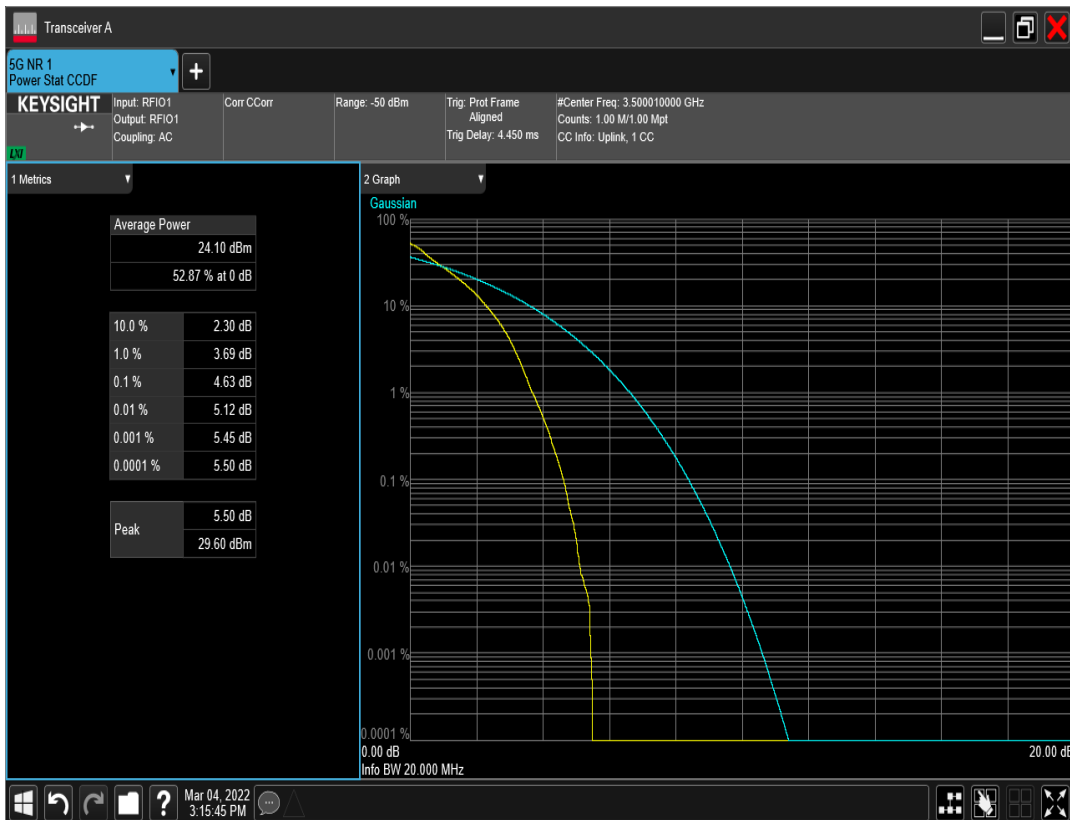 Transceiver A
5G NR 1
Power Stat CCDF
KEYSIGHT
LXI
Input: RFIO1
Output: RFIO1
Coupling: AC
Corr CCorr
Range: -50 dBm
Trig: Prot Frame
Aligned
Trig Delay: 4.450 ms
#Center Freq: 3.500010000 GHz
Counts: 1.00 M/1.00 Mpt
CC Info: Uplink, 1 CC
1 Metrics
Average Power
24.10 dBm
52.87 % at 0 dB
10.0 % 2.30 dB
1.0 % 3.69 dB
0.1 % 4.63 dB
0.01 % 5.12 dB
0.001 % 5.45 dB
0.0001 % 5.50 dB
Peak 5.50 dB
29.60 dBm
2 Graph
Gaussian
100 %
10 %
1 %
0.1 %
0.01 %
0.001 %
0.0001 %
0.00 dB 20.00 dB
Info BW 20.000 MHz
? Mar 04, 2022
3:15:45 PM